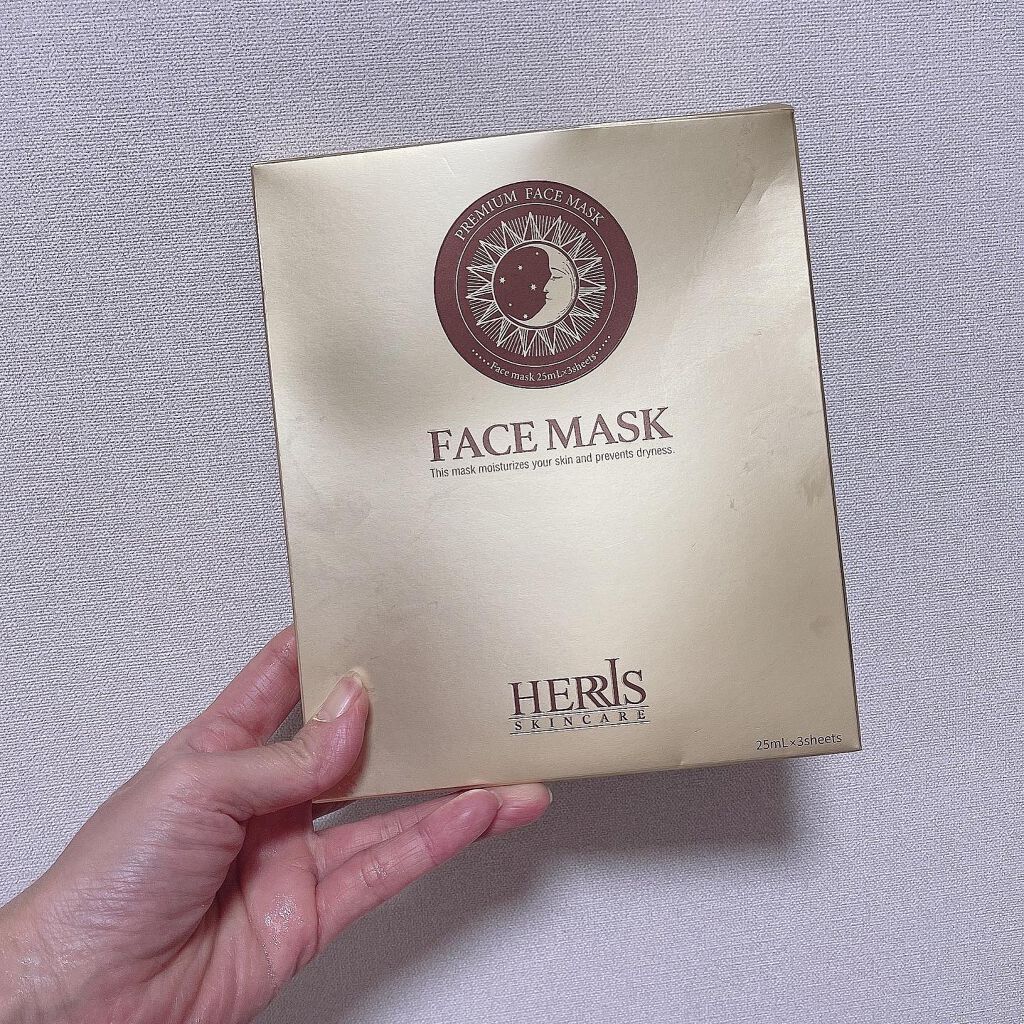 PREMIUM FACE MASK
Face mask 25mL×3sheets
FACE MASK
This mask moisturizes your skin and prevents dryness.
HERRIS
SKINCARE
25mL×3sheets